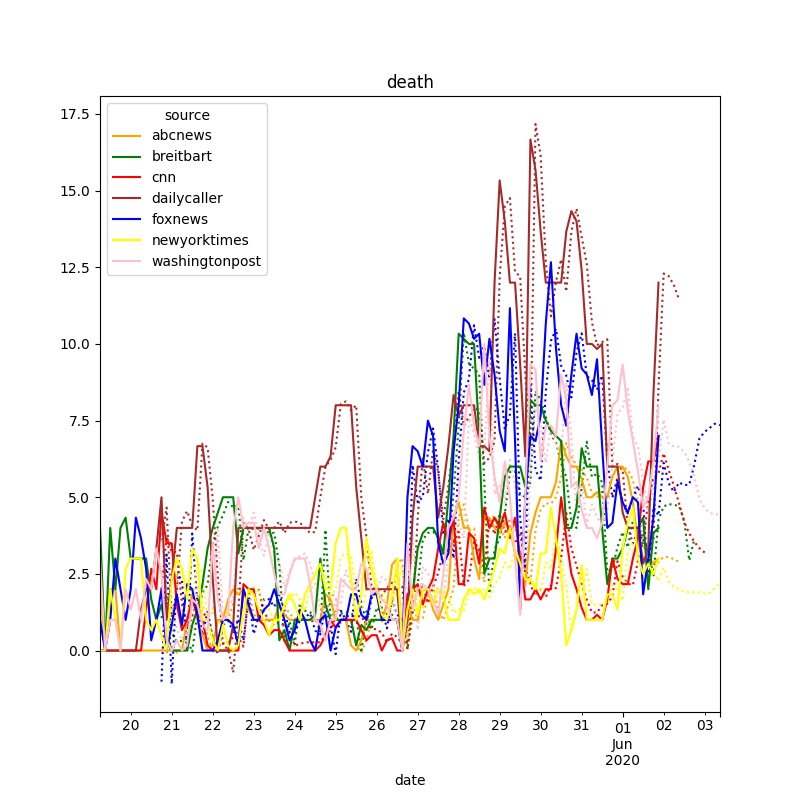 death
17.5
15.0
12.5
10.0
7.5
5.0
2.5
0.0
source
abcnews
breitbart
cnn
dailycaller
foxnews
newyorktimes
washingtonpost
20 21 22 23 24 25 26 27 28 29 30 31 01 02 03
Jun
2020
date